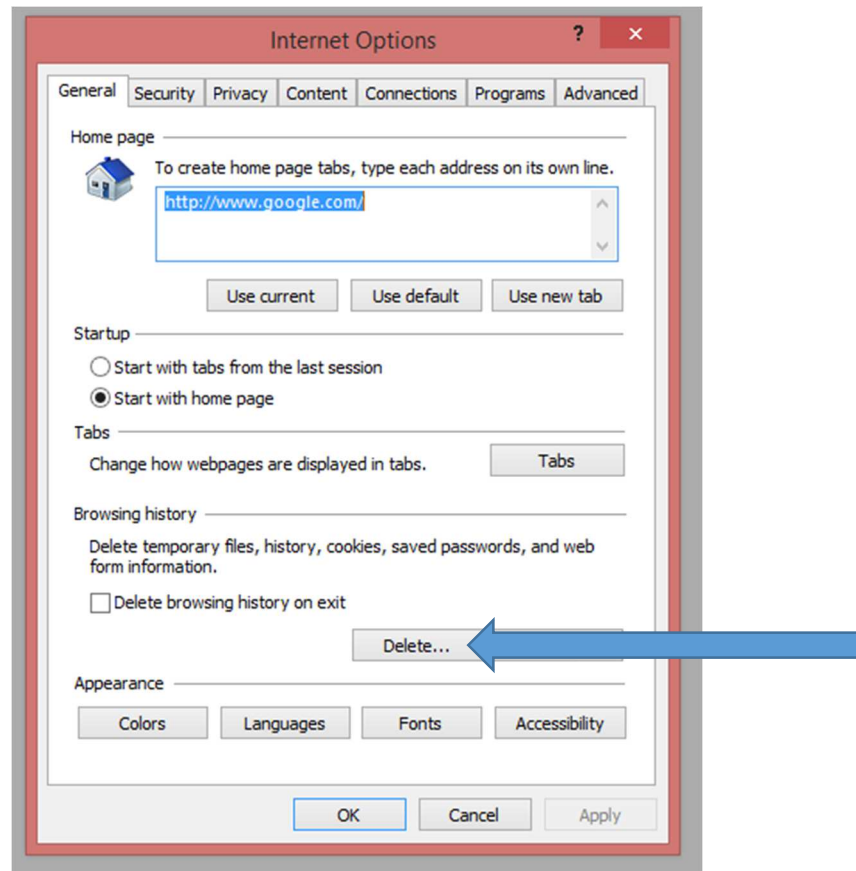 Internet Options
?
General Security Privacy Content Connections Programs Advanced
Home page
To create home page tabs, type each address on its own line.
http://www.google.com/
Use current Use default Use new tab
Startup
Start with tabs from the last session
Start with home page
Tabs
Change how webpages are displayed in tabs. Tabs
Browsing history
Delete temporary files, history, cookies, saved passwords, and web
form information.
Delete browsing history on exit
Delete...
Appearance
Colors Languages Fonts Accessibility
OK Cancel Apply